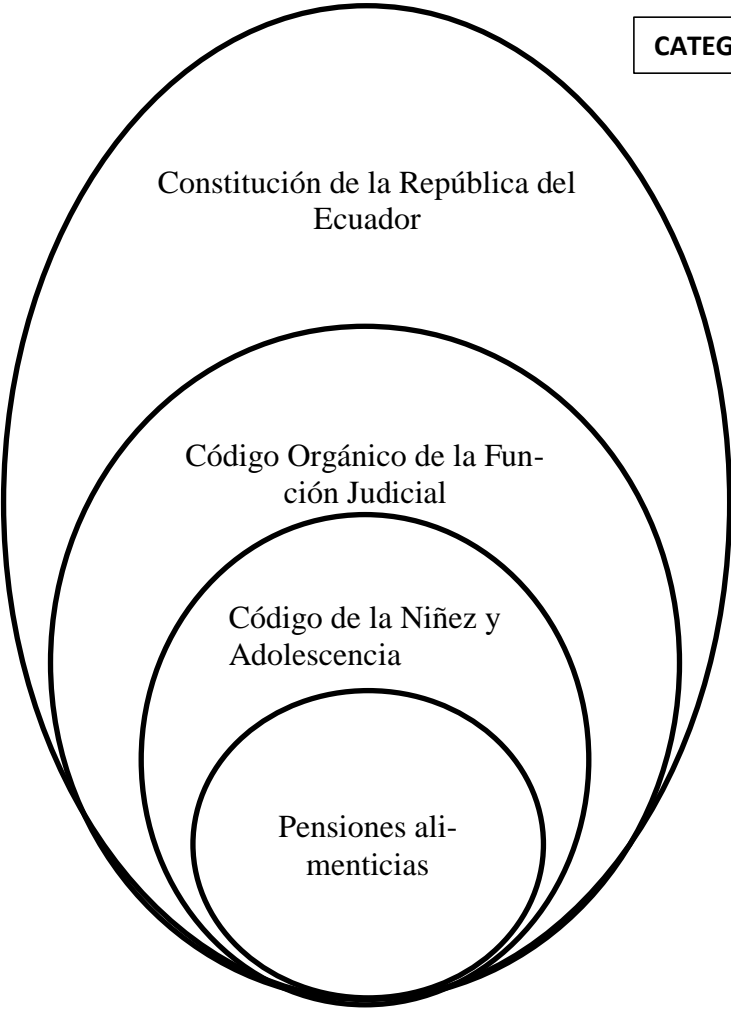 CATEG
Constitución de la República del
Ecuador
Código Orgánico de la Fun-
ción Judicial
Código de la Niñez y
Adolescencia
Pensiones ali-
menticias